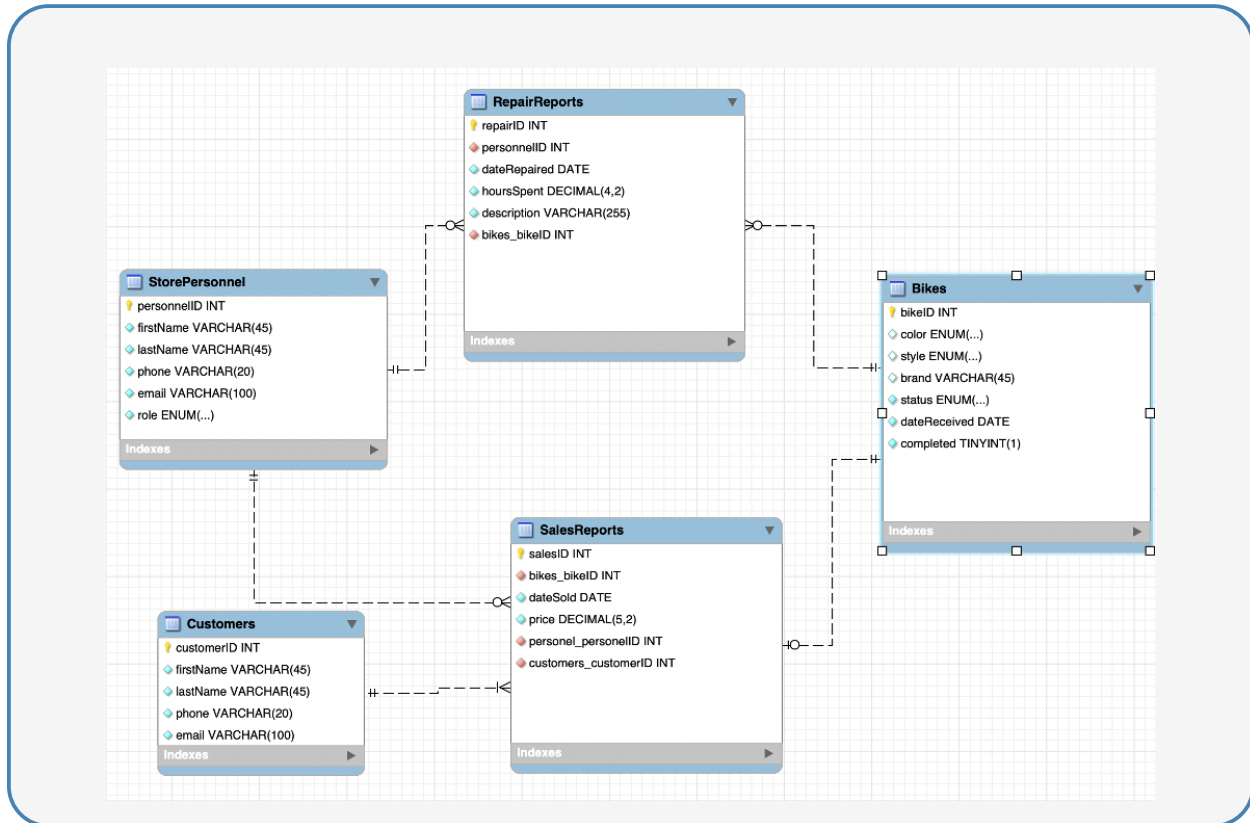 RepairReports
repairID INT
personnelID INT
dateRepaired DATE
hoursSpent DECIMAL(4,2)
description VARCHAR(255)
bikes_bikeID INT
Indexes
StorePersonnel
personnelID INT
firstName VARCHAR(45)
lastName VARCHAR(45)
phone VARCHAR(20)
email VARCHAR(100)
role ENUM(...)
Indexes
Bikes
bikeID INT
color ENUM(...)
style ENUM(...)
brand VARCHAR(45)
status ENUM(...)
dateReceived DATE
completed TINYINT(1)
Indexes
SalesReports
salesID INT
bikes_bikeID INT
dateSold DATE
price DECIMAL(5,2)
personel_personelID INT
customers_customerID INT
Indexes
Customers
customerID INT
firstName VARCHAR(45)
lastName VARCHAR(45)
phone VARCHAR(20)
email VARCHAR(100)
Indexes